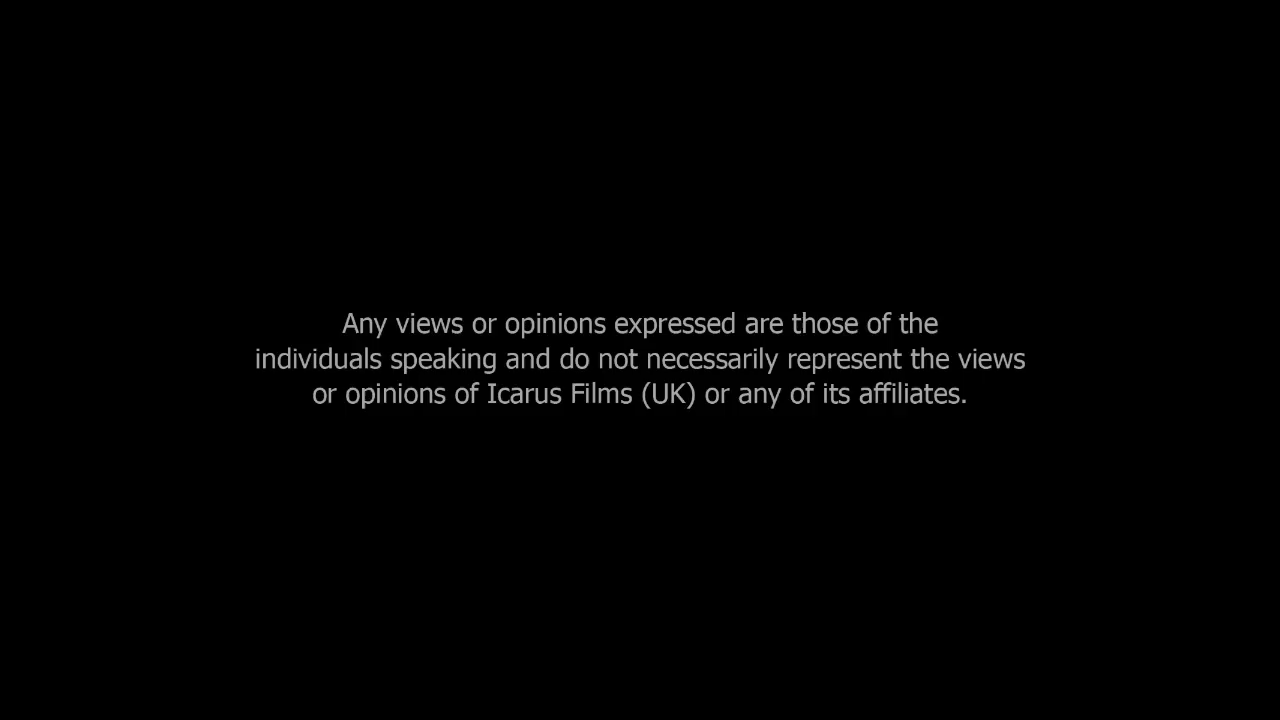 Any views or opinions expressed are those of the
individuals speaking and do not necessarily represent the views
or opinions of Icarus Films (UK) or any of its affiliates.